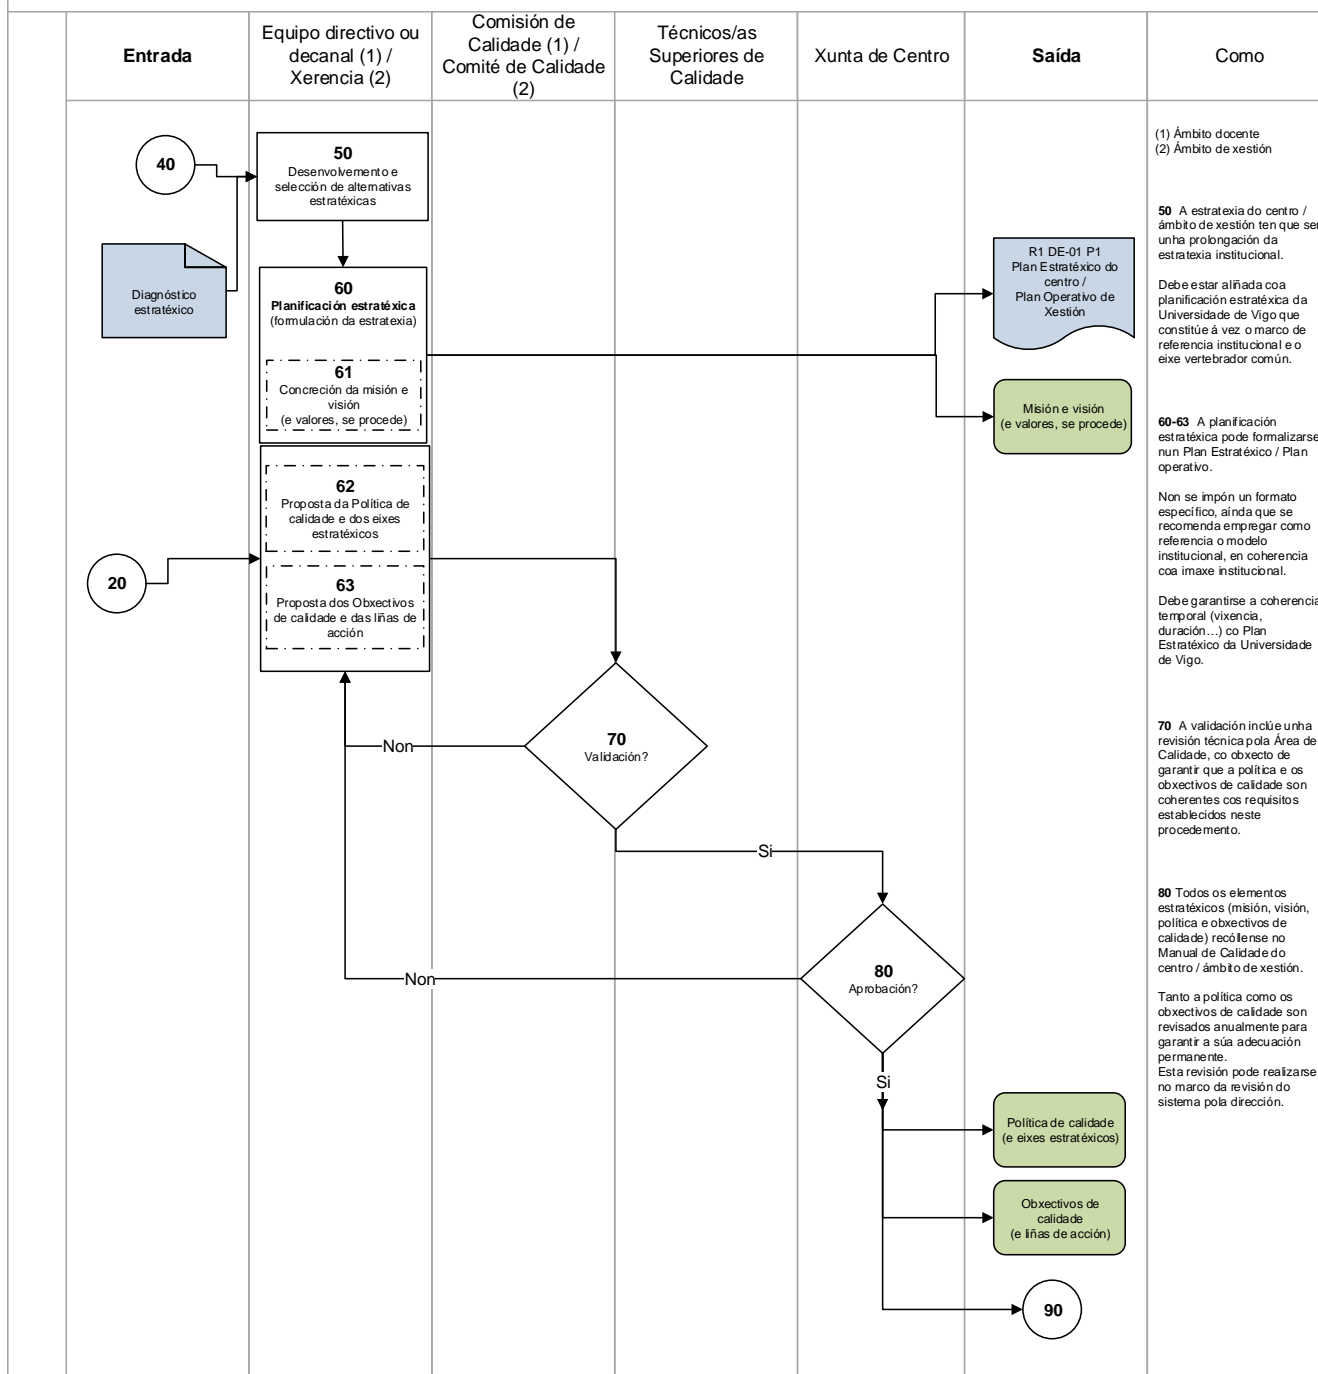 Entrada
Equipo directivo ou
decanal (1) /
Xerencia (2)
Comisión de
Calidade (1) /
Comité de Calidade
(2)
Técnicos/as
Superiores de
Calidade
Xunta de Centro
Saída
Como
40
50
Desenvolvemento e
selección de alternativas
estratéxicas
Diagnóstico
estratéxico
60
Planificación estratéxica
(formulación da estratexia)
61
Concreción da misión e
visión
(e valores, se procede)
62
Proposta da Política de
calidade e dos eixes
estratéxicos
20
63
Proposta dos Obxectivos
de calidade e das liñas de
acción
R1 DE-01 P1
Plan Estratéxico do
centro /
Plan Operativo de
Xestión
Misión e visión
(e valores, se procede)
70
Validación?
Non
Si
80
Aprobación?
Non
Si
Política de calidade
(e eixes estratéxicos)
Obxectivos de
calidade
(e liñas de acción)
90
(1) Ámbito docente
(2) Ámbito de xestión
50 A estratexia do centro /
ámbito de xestión ten que ser
unha prolongación da
estratexia institucional.
Debe estar aliñada coa
planificación estratéxica da
Universidade de Vigo que
constitúe á vez o marco de
referencia institucional e o
eixe vertebrador común.
60-63 A planificación
estratéxica pode formalizarse
nun Plan Estratéxico / Plan
operativo.
Non se impón un formato
específico, aínda que se
recomenda empregar como
referencia o modelo
institucional, en coherencia
coa imaxe institucional.
Debe garantirse a coherencia
temporal (vixencia,
duración...) co Plan
Estratéxico da Universidade
de Vigo.
70 A validación inclúe unha
revisión técnica pola Área de
Calidade, co obxecto de
garantir que a política e os
obxectivos de calidade son
coherentes cos requisitos
establecidos neste
procedemento.
80 Todos os elementos
estratéxicos (misión, visión,
política e obxectivos de
calidade) recóllense no
Manual de Calidade do
centro / ámbito de xestión.
Tanto a política como os
obxectivos de calidade son
revisados anualmente para
garantir a súa adecuación
permanente.
Esta revisión pode realizarse
no marco da revisión do
sistema pola dirección.